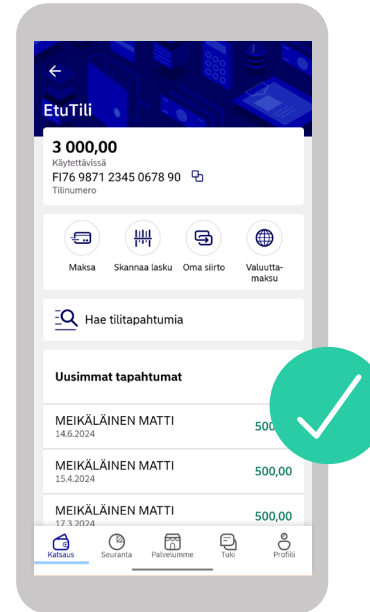 EtuTili
3 000,00
Käytettävissä
FI76 9871 2345 0678 90
Tilinumero
Maksa
Skannaa lasku
Oma siirto
Valuutta-
maksu
Hae tilitapahtumia
Uusimmat tapahtumat
MEIKÄLÄINEN MATTI
14.6.2024
500
MEIKÄLÄINEN MATTI
15.4.2024
500,00
MEIKÄLÄINEN MATTI
17.3.2024
500,00
Katsaus
Seuranta
Palvelumme
Tuki
Profiili